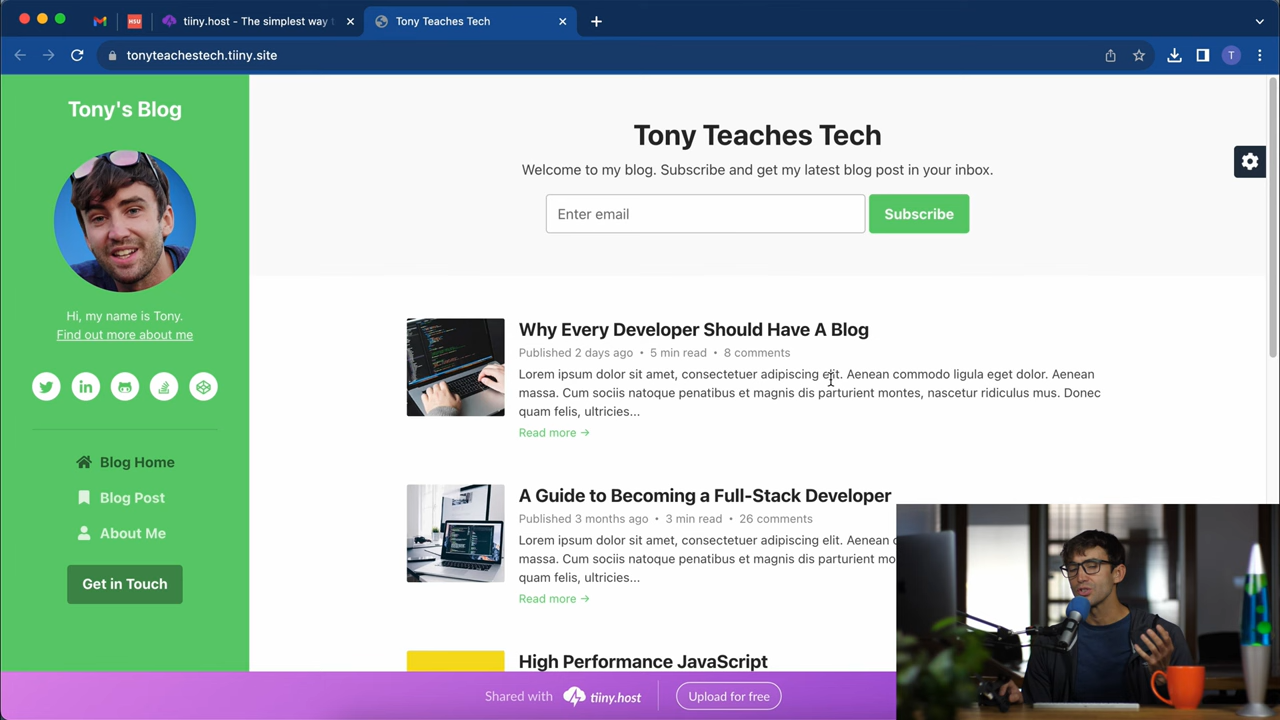 tiiny.host - The simplest way t
Tony Teaches Tech
tonyteachestech.tiiny.site
T
Tony's Blog
Hi, my name is Tony.
Find out more about me
Blog Home
Blog Post
About Me
Get in Touch
Tony Teaches Tech
Welcome to my blog. Subscribe and get my latest blog post in your inbox.
Enter email
Subscribe
Why Every Developer Should Have A Blog
Published 2 days ago • 5 min read • 8 comments
Lorem ipsum dolor sit amet, consectetuer adipiscing elit. Aenean commodo ligula eget dolor. Aenean
massa. Cum sociis natoque penatibus et magnis dis parturient montes, nascetur ridiculus mus. Donec
quam felis, ultricies...
Read more →
A Guide to Becoming a Full-Stack Developer
Published 3 months ago • 3 min read • 26 comments
Lorem ipsum dolor sit amet, consectetuer adipiscing elit. Aenean
massa. Cum sociis natoque penatibus et magnis dis parturient mo
quam felis, ultricies...
Read more →
High Performance JavaScript
Shared with tiiny.host
Upload for free